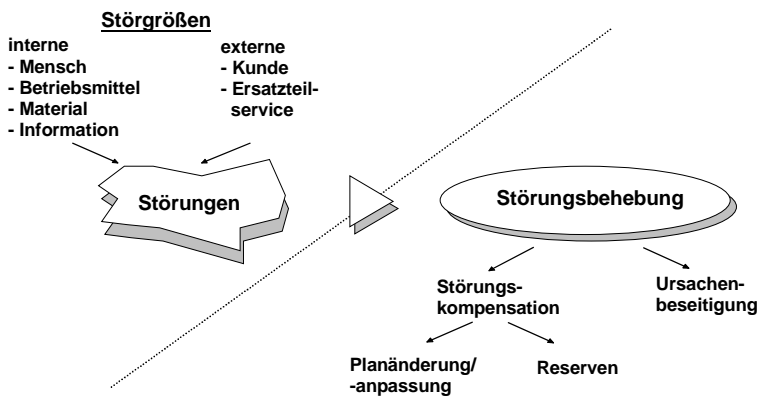 Störgrößen
interne
- Mensch
- Betriebsmittel
- Material
- Information
externe
- Kunde
- Ersatzteil-
service
Störungen
Störungsbehebung
Störungs-
kompensation
Ursachen-
beseitigung
Planänderung/
-anpassung
Reserven